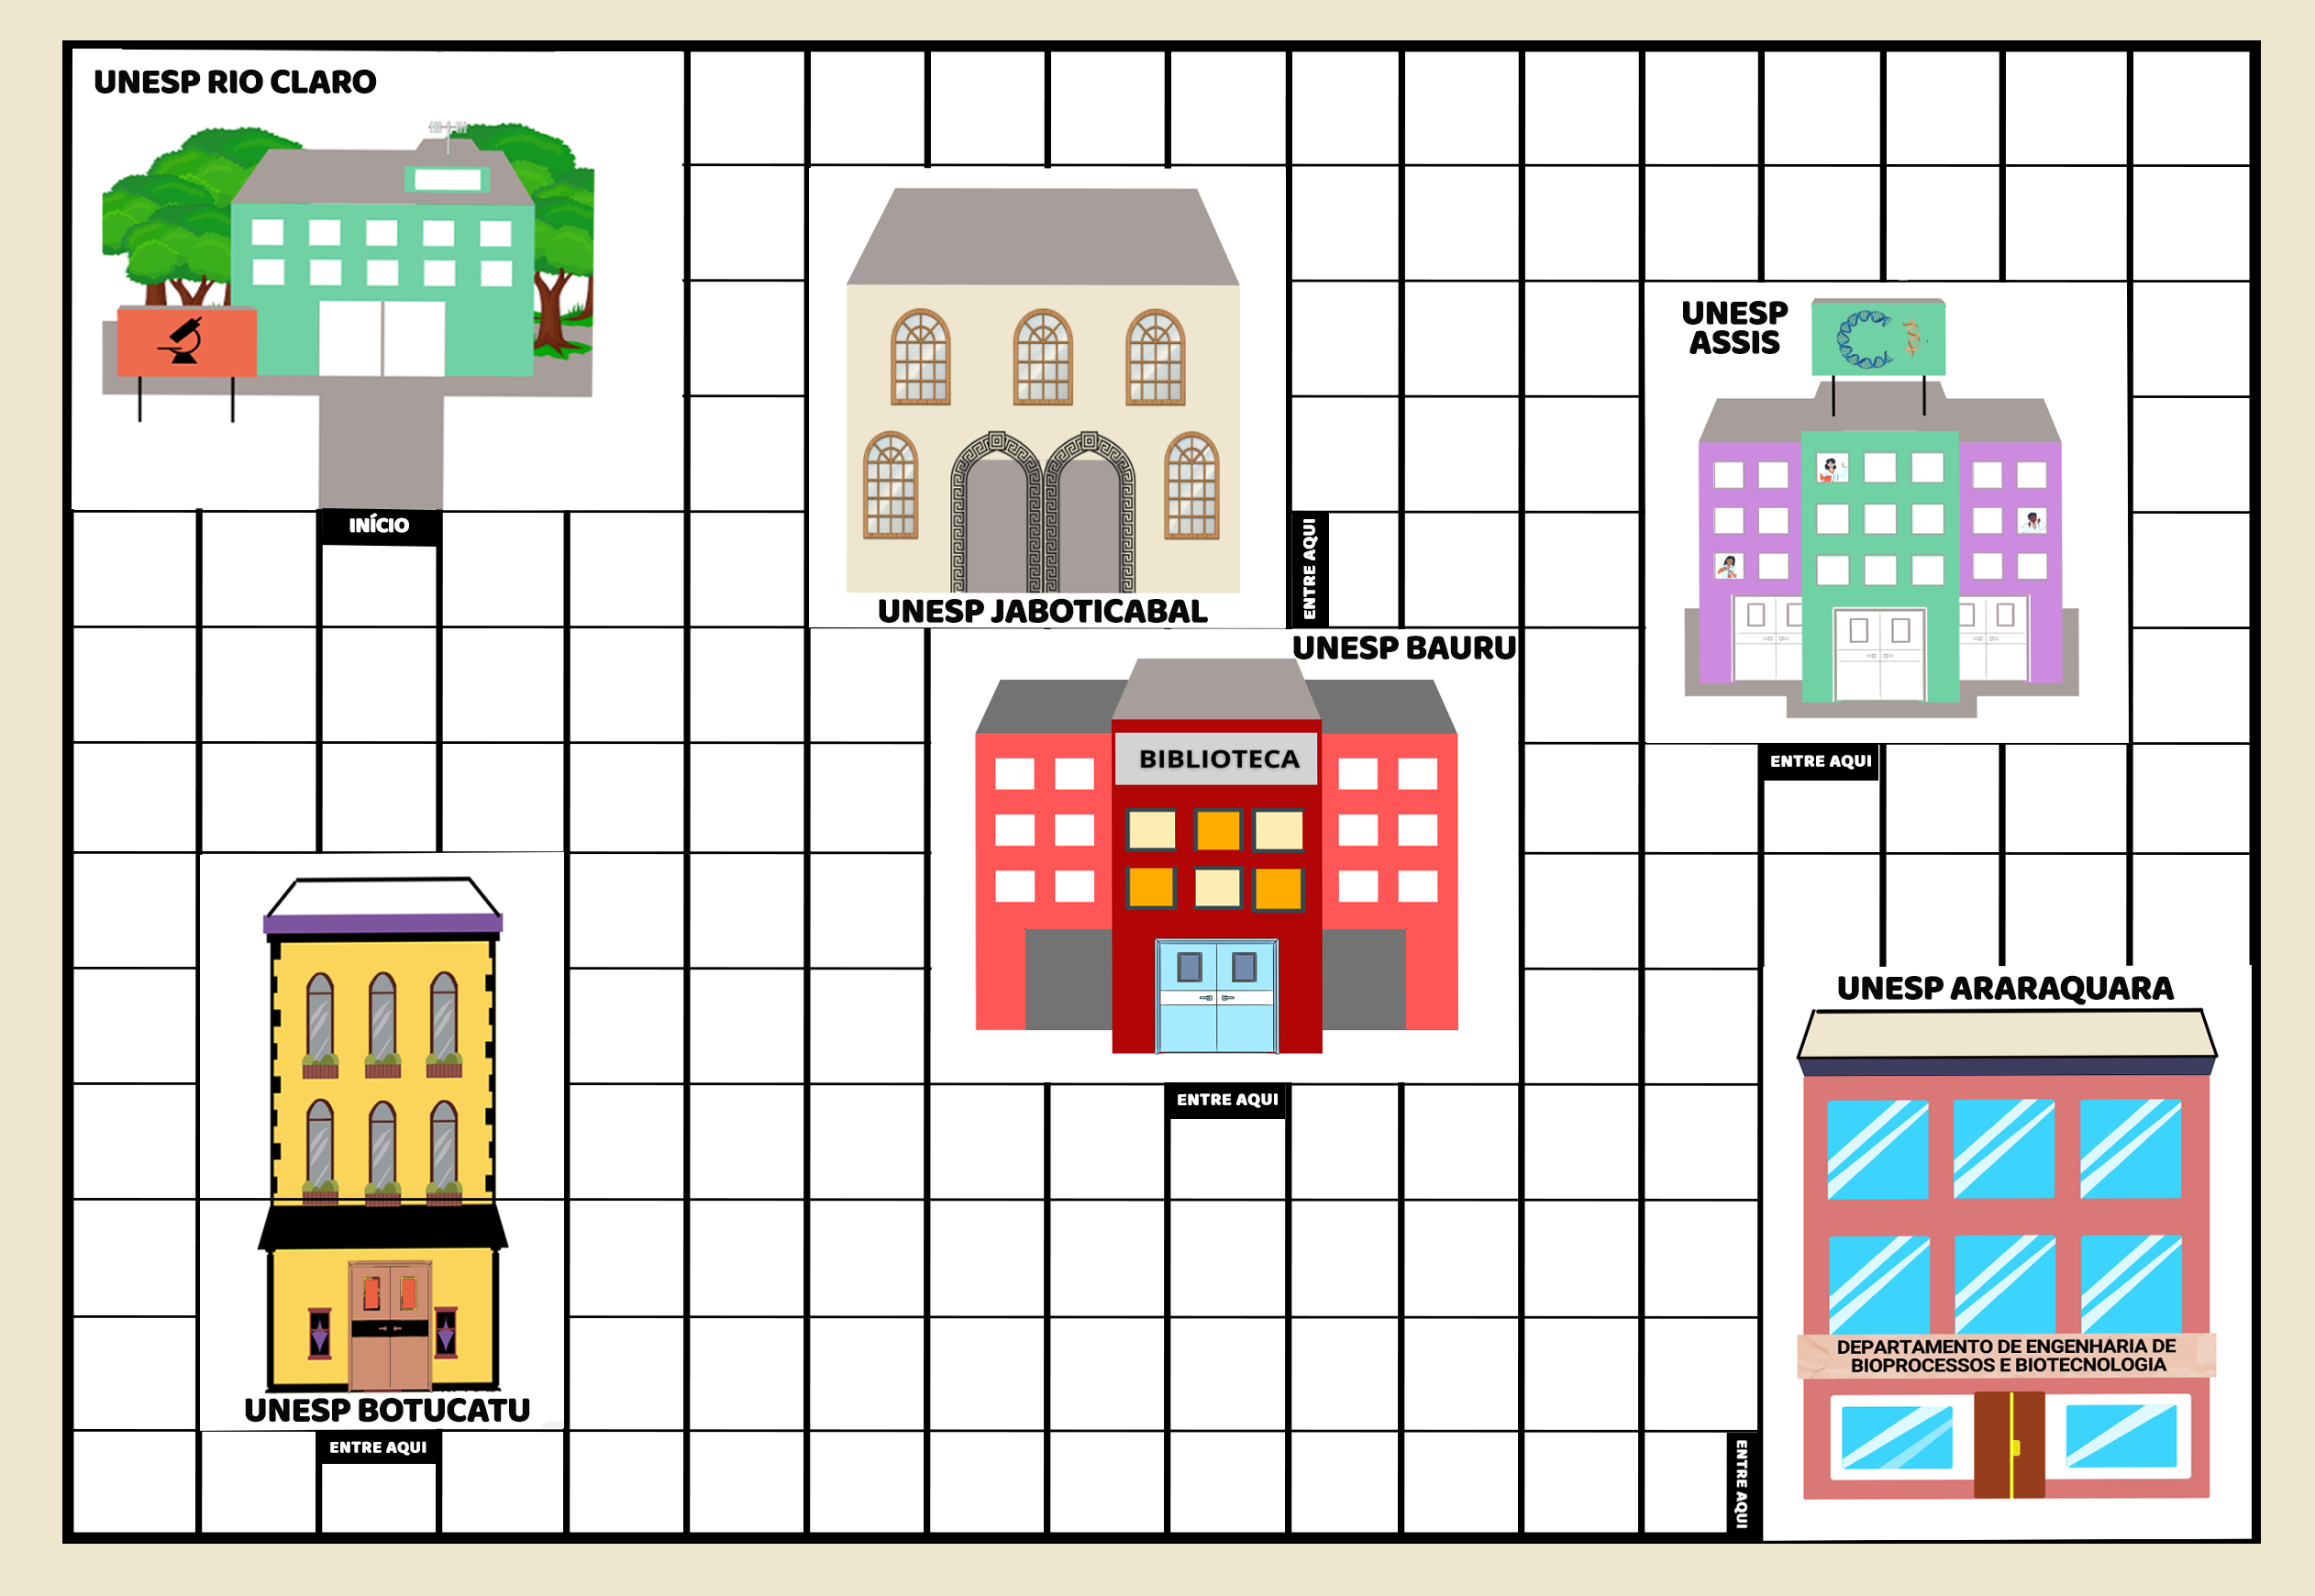 UNESP RIO CLARO
UNESP
ASSIS
INÍCIO
ENTRE AQUI
UNESP JABOTICABAL
UNESP BAURU
BIBLIOTECA
ENTRE AQUI
UNESP ARARAQUARA
ENTRE AQUI
DEPARTAMENTO DE ENGENHARIA DE
BIOPROCESSOS E BIOTECNOLOGIA
UNESP BOTUCATU
ENTRE AQUI
ENTRE AQUI